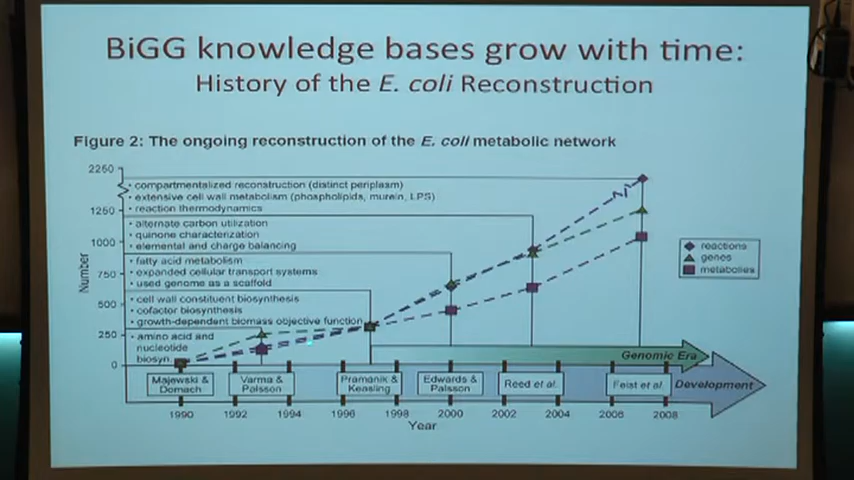 BiGG knowledge bases grow with time:
History of the E. coli Reconstruction
Figure 2: The ongoing reconstruction of the E. coli metabolic network
2250
1250
1000
750
500
250
0
Number
• compartmentalized reconstruction (distinct periplasm)
• extensive cell wall metabolism (phospholipids, murein, LPS)
• reaction thermodynamics
• alternate carbon utilization
• quinone characterization
• elemental and charge balancing
• fatty acid metabolism
• expanded cellular transport systems
• used genome as a scaffold
• cell wall constituent biosynthesis
• cofactor biosynthesis
• growth-dependent biomass objective function
• amino acid and
nucleotide
biosyn.
reactions
genes
metabolies
Genomic Era
Development
Majewski &
Domach
Varma &
Palsson
Pramanik &
Keasling
Edwards &
Palsson
Reed et al.
Feist et al.
1990
1992
1994
1996
1998
2000
2002
2004
2006
2008
Year